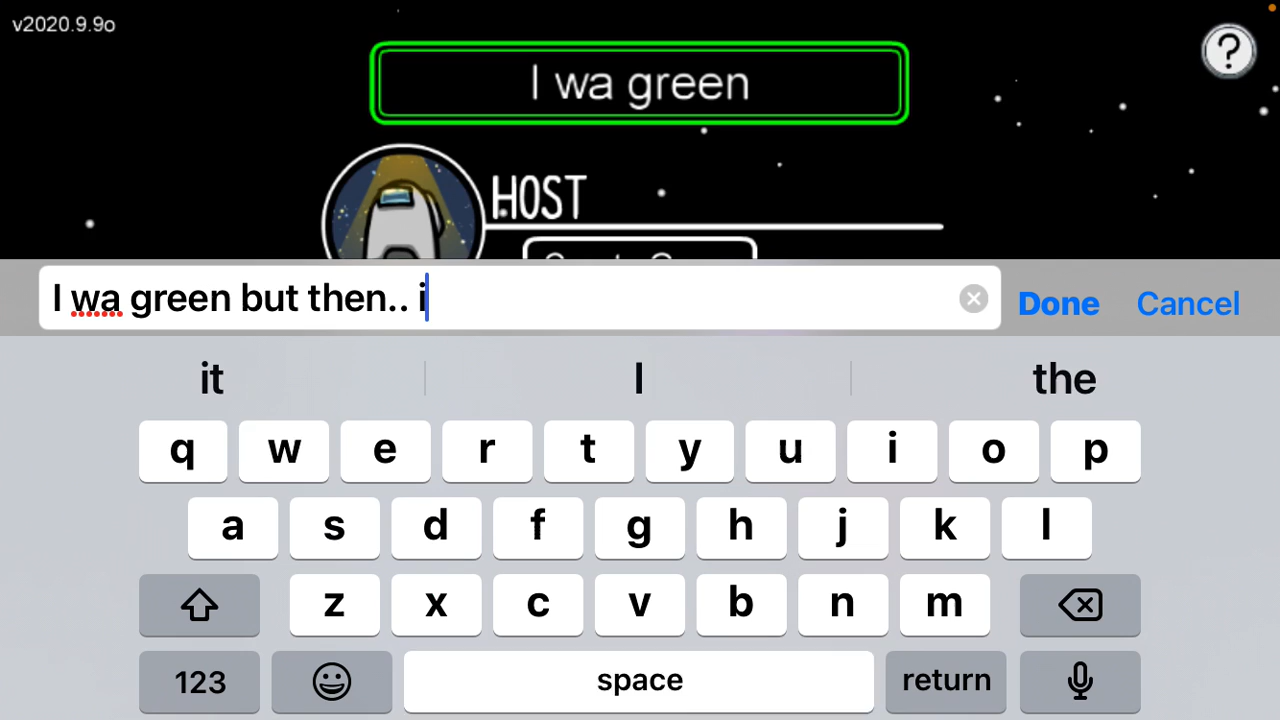 v2020.9.9o
?
I wa green
HOST
I wa green but then.. i
Done
Cancel
it
I
the
q w e r t y u i o p
a s d f g h j k l
z x c v b n m
123
space
return